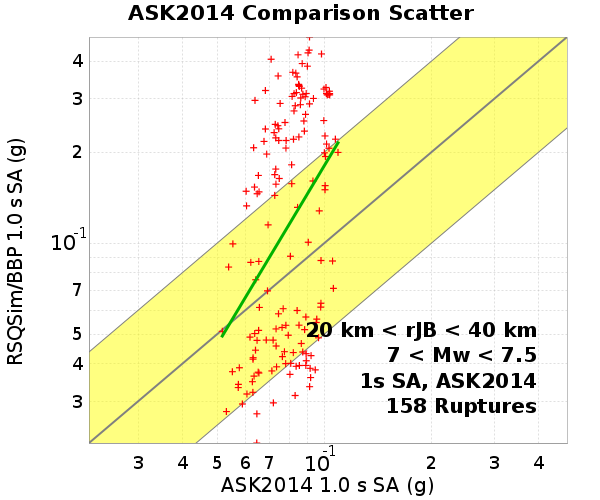 ASK2014 Comparison Scatter
RSQSim/BBP 1.0 s SA (g)
4
3
2
10⁻¹
7
5
4
3
20 km < rJB < 40 km
7 < Mw < 7.5
1s SA, ASK2014
158 Ruptures
3 4 5 6 7 10⁻¹ 2 3 4
ASK2014 1.0 s SA (g)